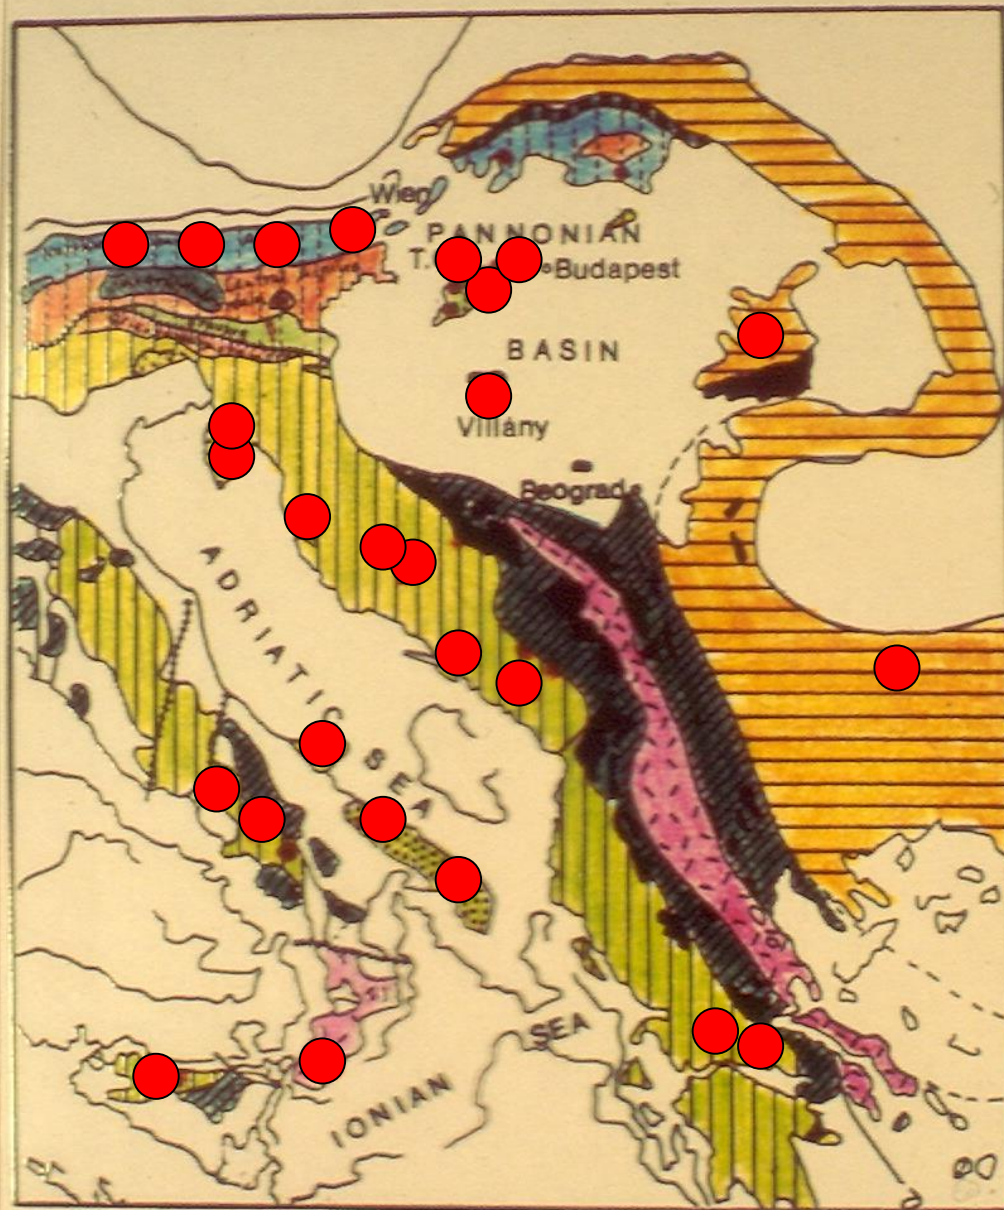 Wien
PANNONIAN
T.
Budapest
BASIN
Villány
Beograd
ADRIATIC SEA
IONIAN SEA